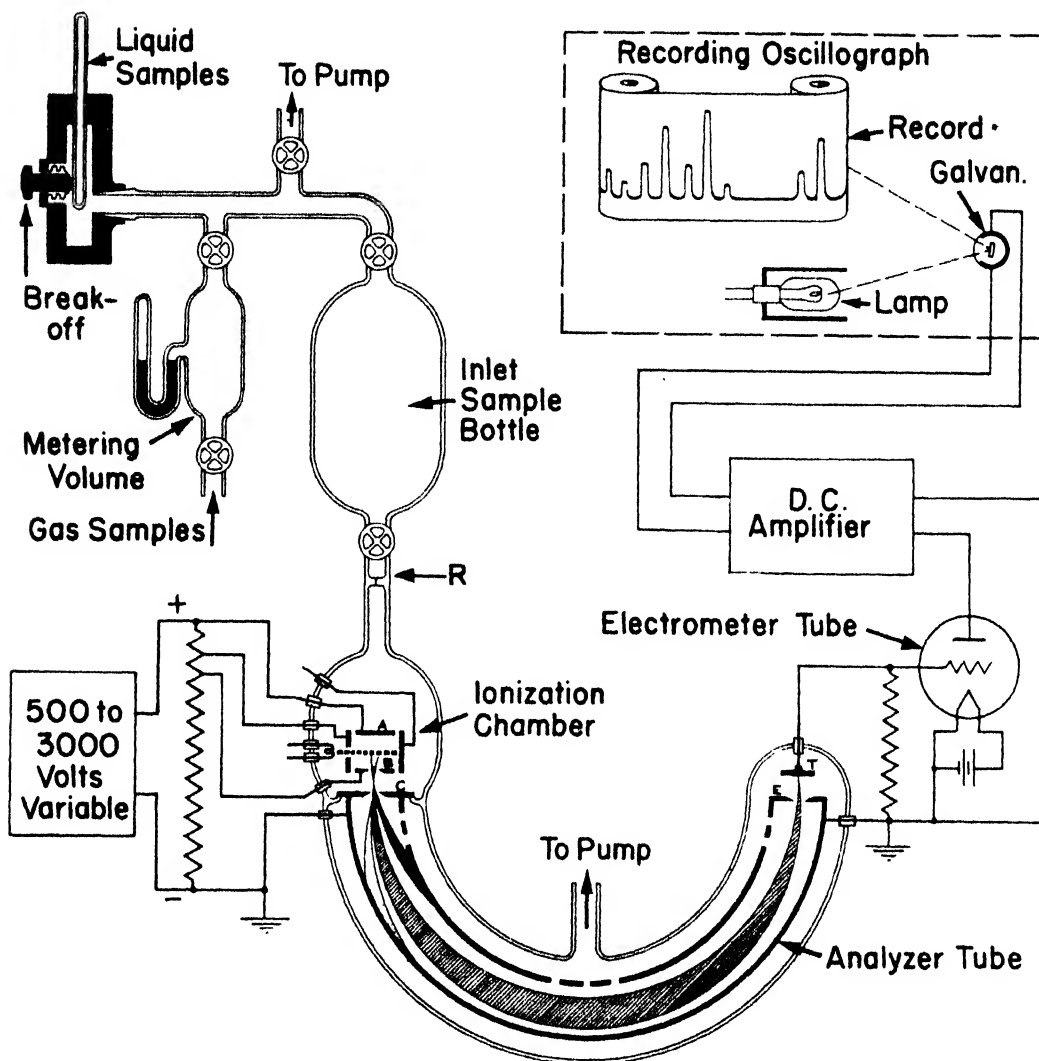 Liquid
Samples
To Pump
Break-
off
Metering
Volume
Gas Samples
Inlet
Sample
Bottle
R
Recording Oscillograph
Record
Galvan.
Lamp
D. C.
Amplifier
Electrometer Tube
+
500 to
3000
Volts
Variable
-
Ionization
Chamber
A
B
C
T
E
To Pump
Analyzer Tube